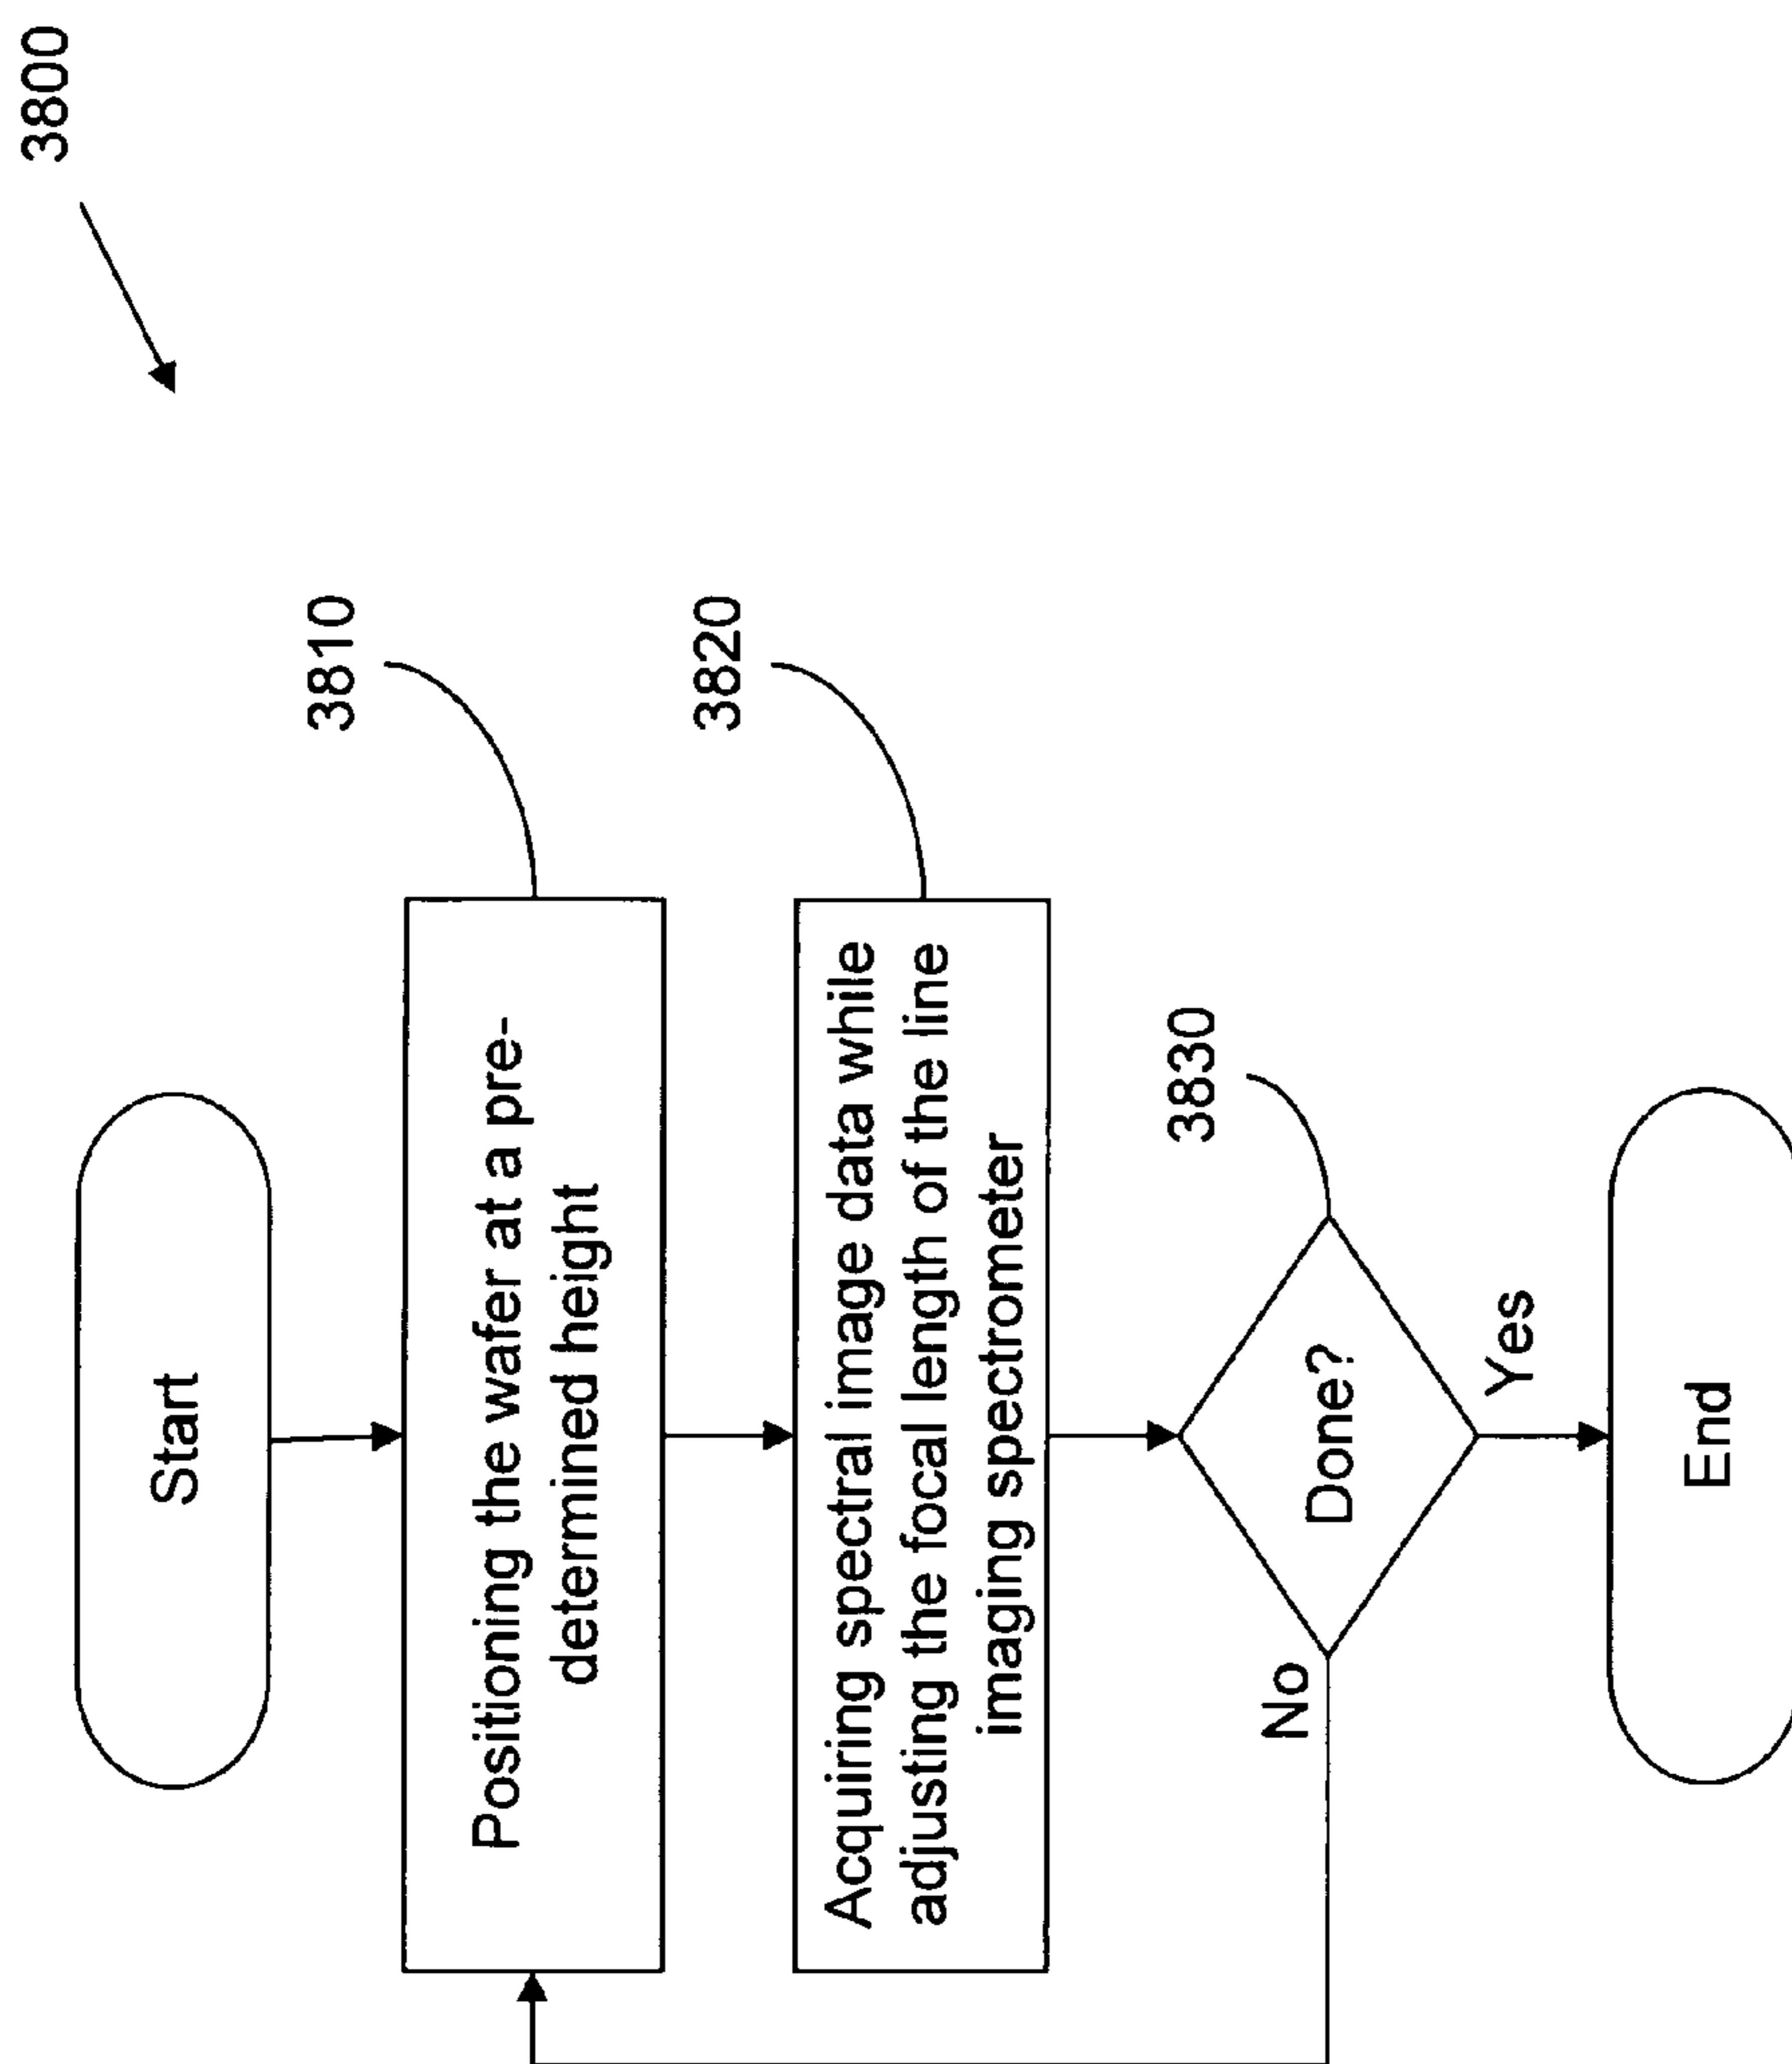 3800
Start
3810
Positioning the wafer at a pre-
determined height
3820
Acquiring spectral image data while
adjusting the focal length of the line
imaging spectrometer
3830
Done?
No
Yes
End